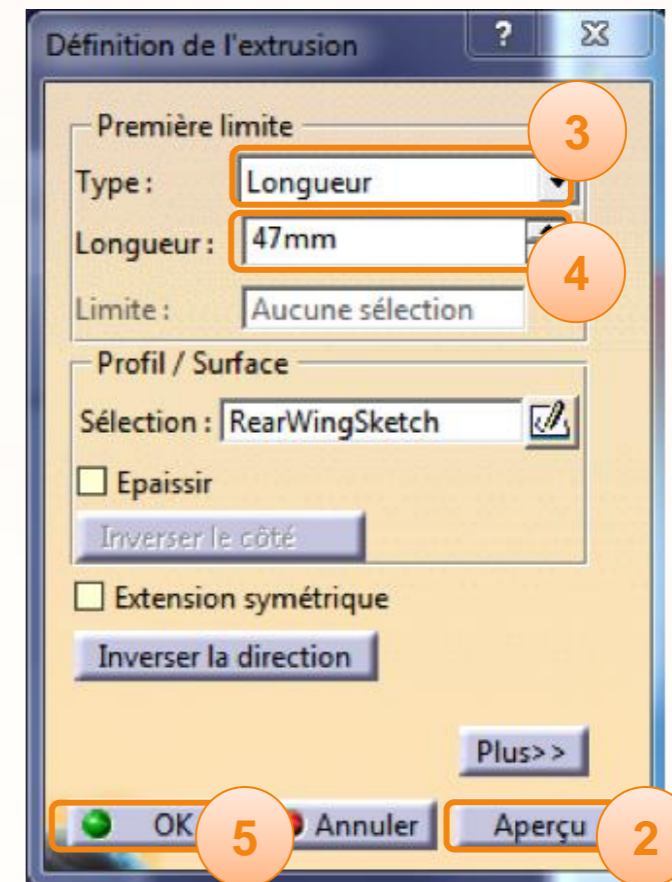 Définition de l'extrusion ?
Première limite 3
Type : Longueur
Longueur : 47mm 4
Limite : Aucune sélection
Profil / Surface
Sélection : RearWingSketch
Epaissir
Inverser le côté
Extension symétrique
Inverser la direction
Plus>>
OK 5 Annuler Aperçu 2